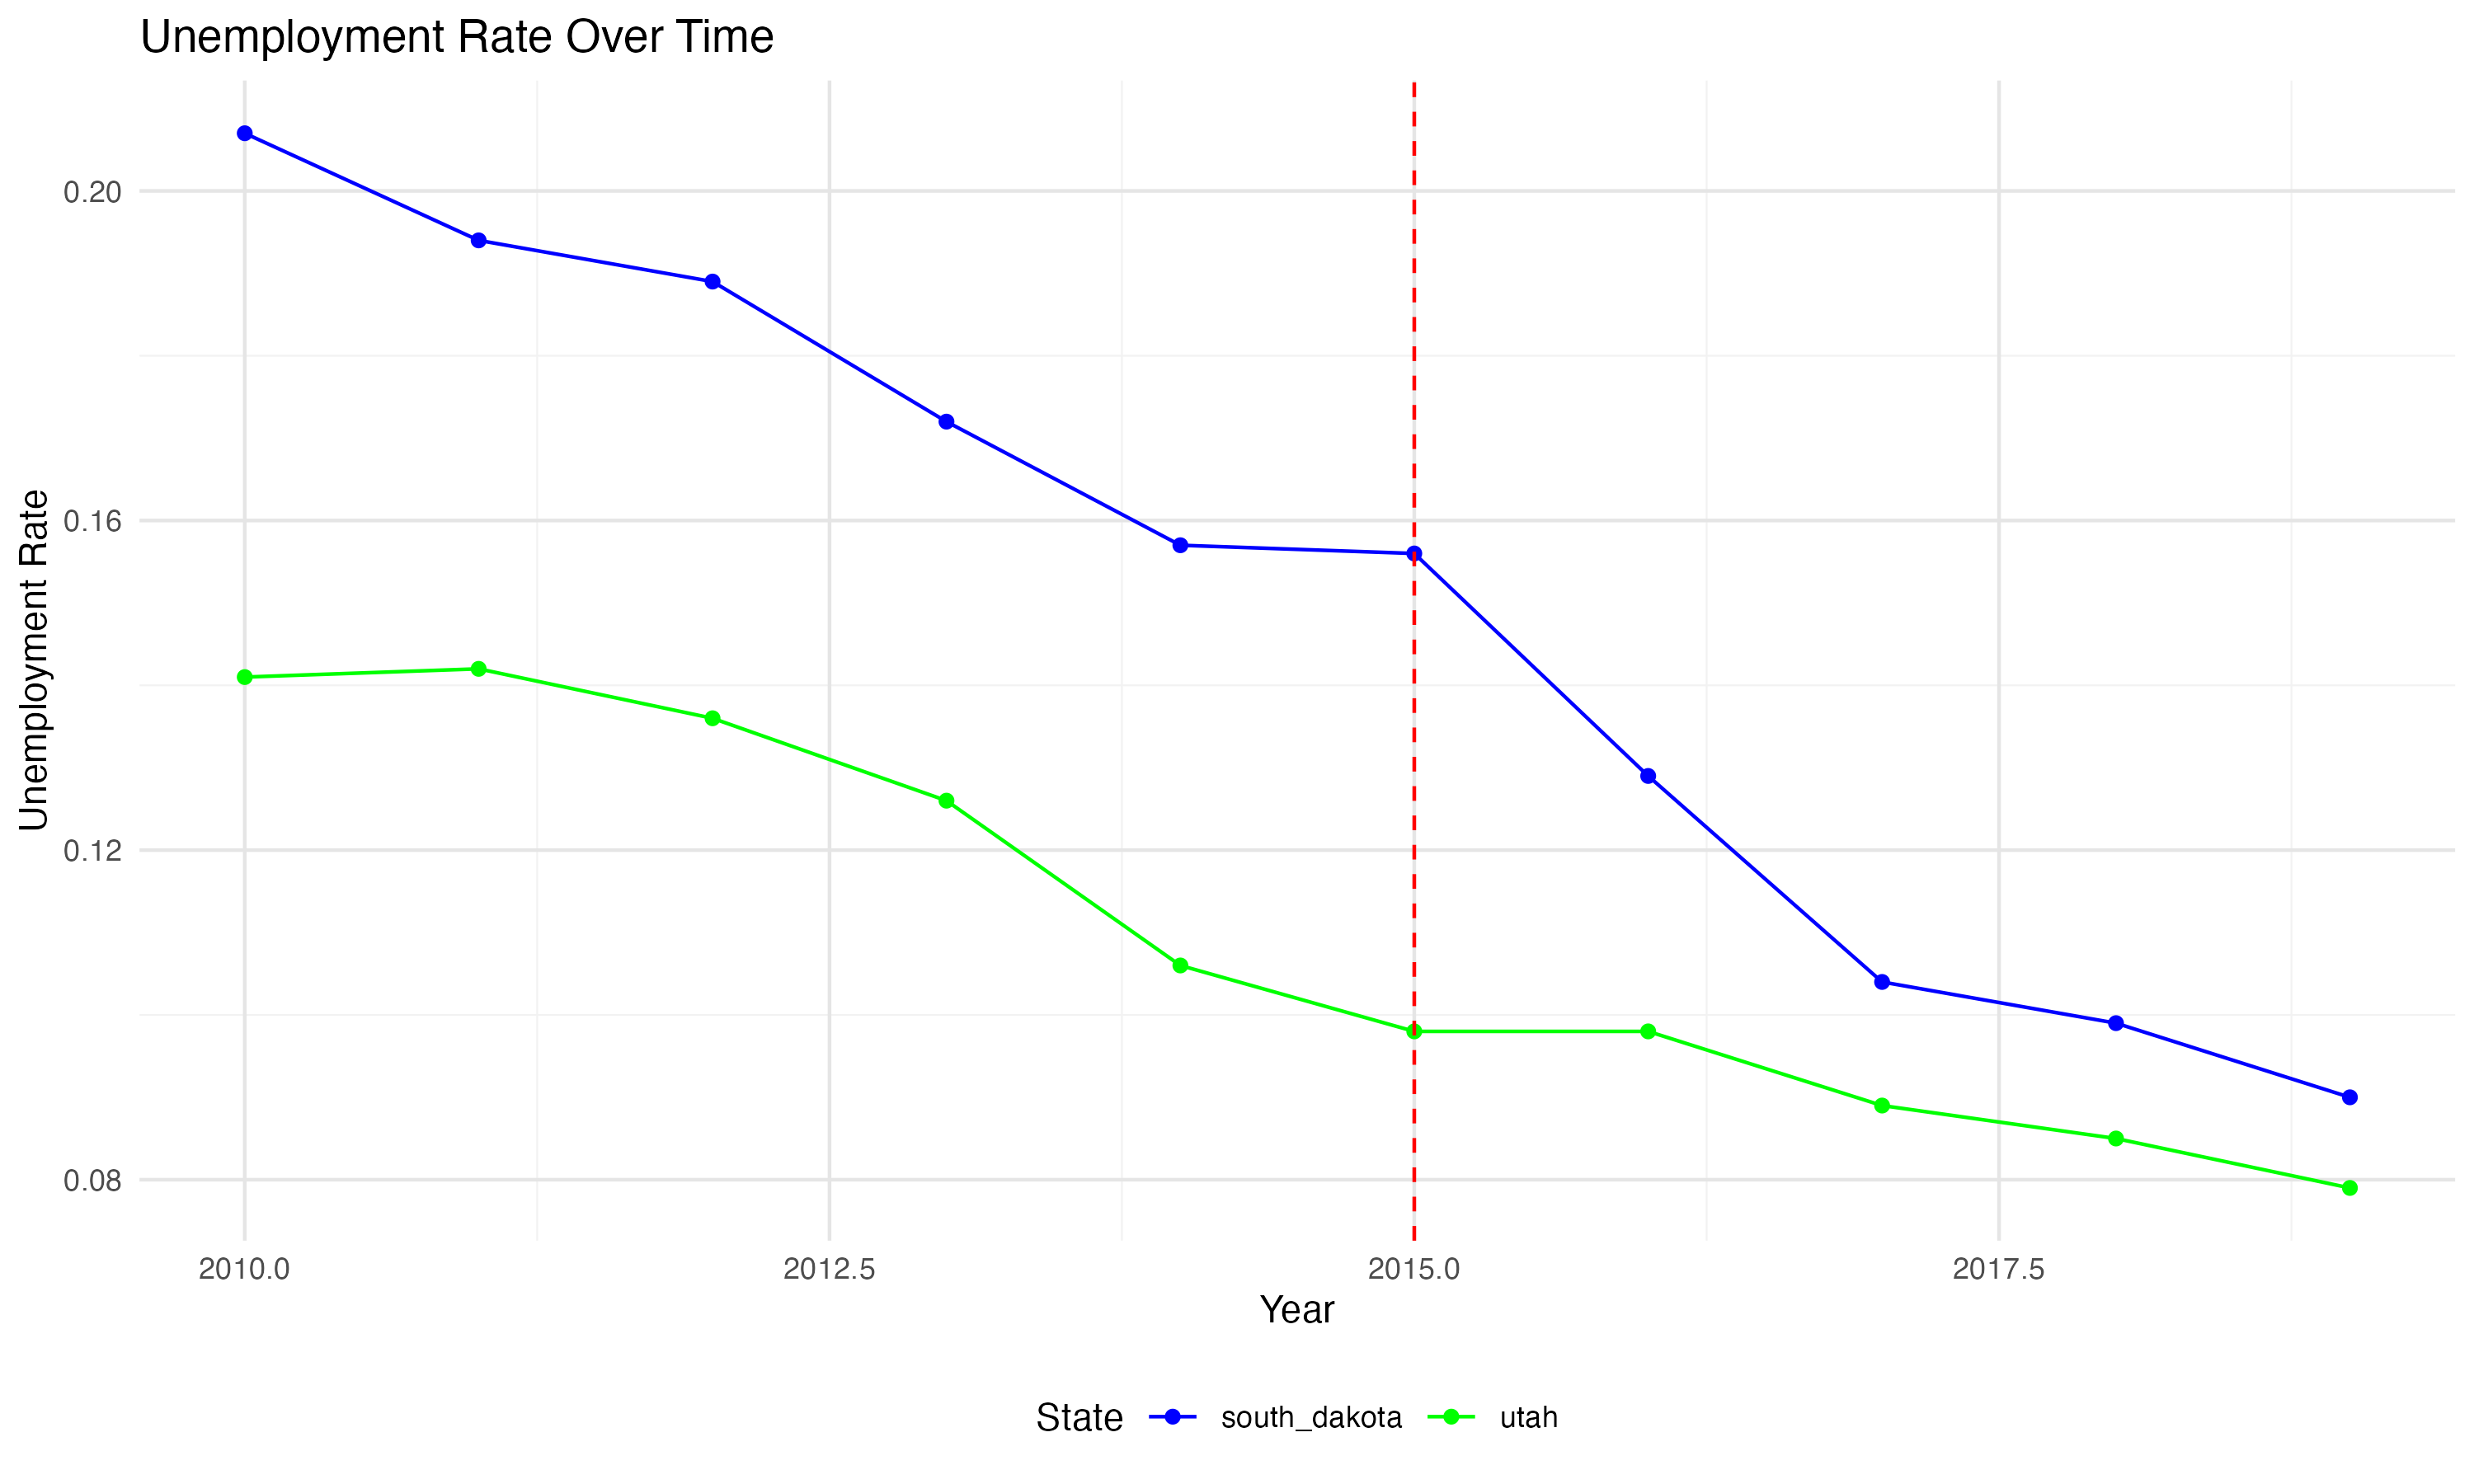 Unemployment Rate Over Time
Unemployment Rate
0.20
0.16
0.12
0.08
2010.0 2012.5 2015.0 2017.5
Year
State south_dakota utah